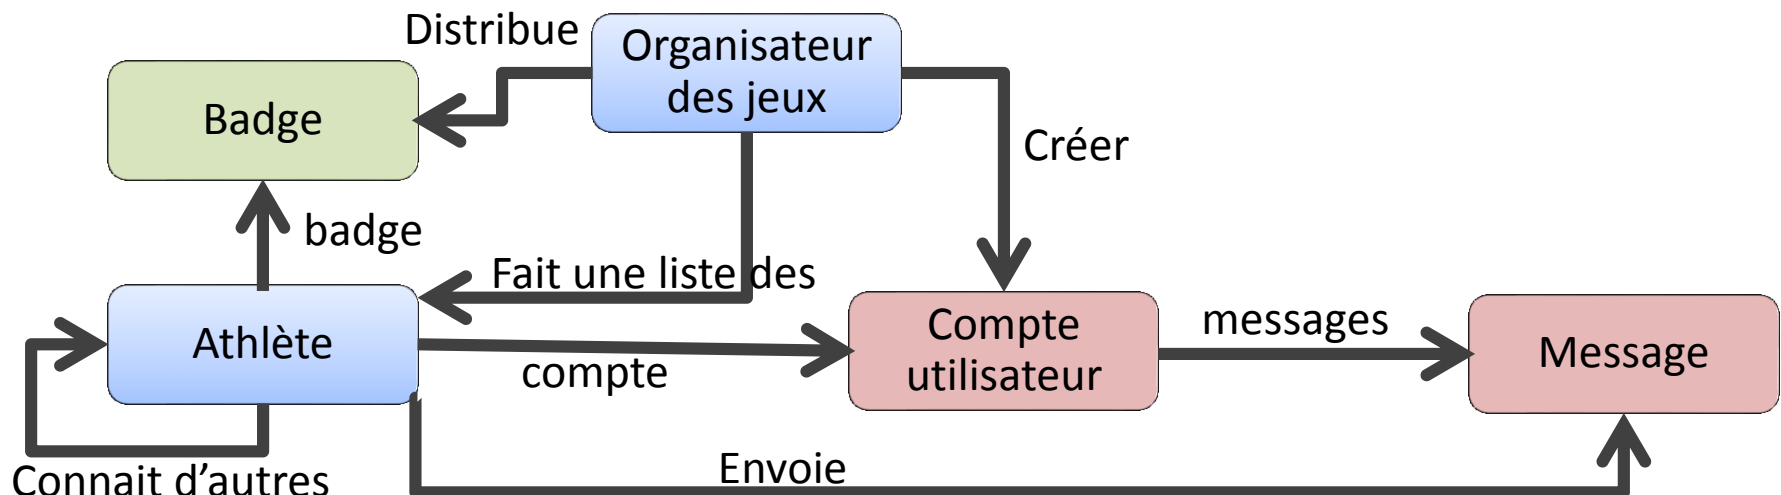 Distribue
Organisateur
des jeux
Badge
Créer
badge
Fait une liste des
Athlète
compte
Compte
utilisateur
messages
Message
Envoie
Connait d'autres